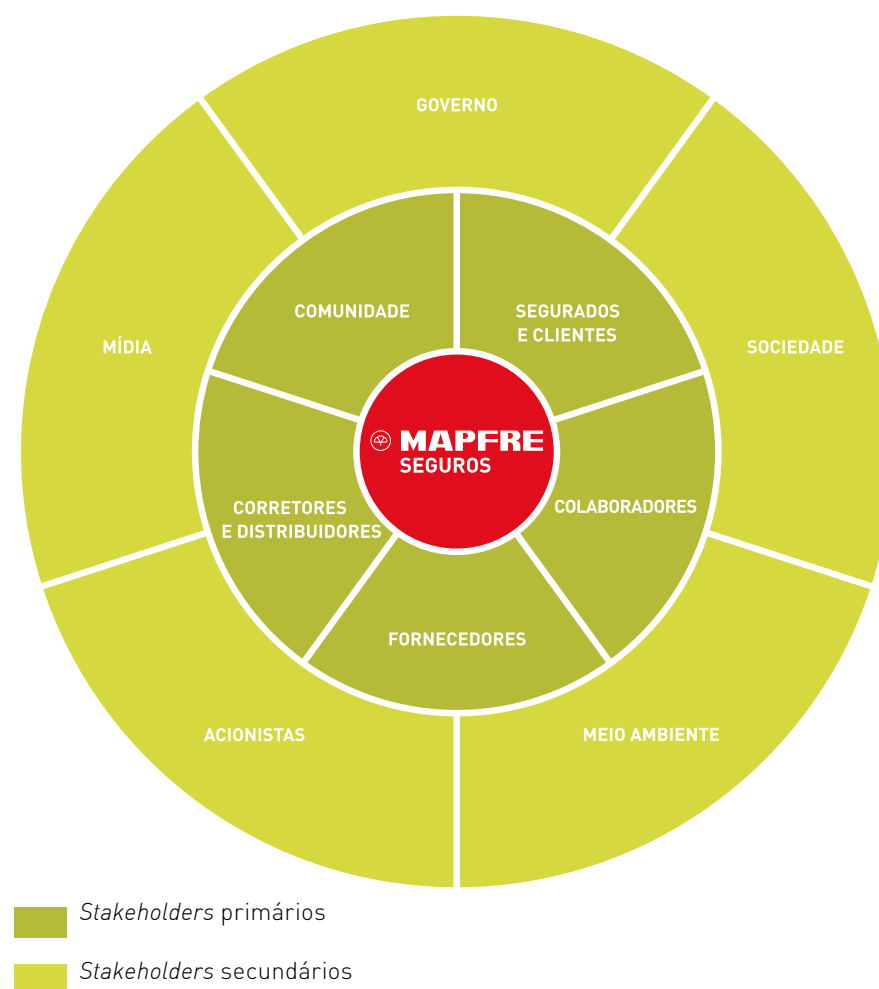 GOVERNO
COMUNIDADE
SEGURADOS
E CLIENTES
MÍDIA
SOCIEDADE
MAPFRE
SEGUROS
CORRETORES
E DISTRIBUIDORES
COLABORADORES
FORNECEDORES
ACIONISTAS
MEIO AMBIENTE
Stakeholders primários
Stakeholders secundários